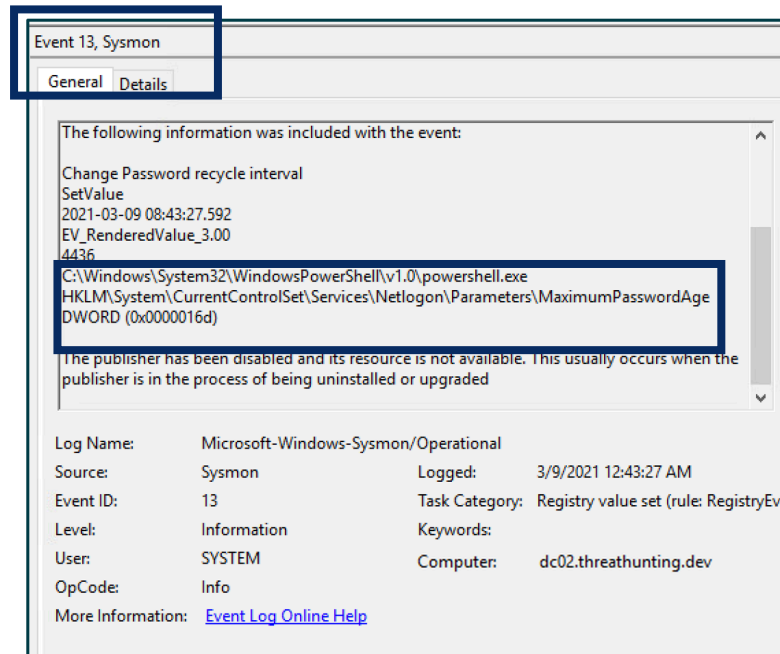 Event 13, Sysmon
General Details
The following information was included with the event:
Change Password recycle interval
SetValue
2021-03-09 08:43:27.592
EV_RenderedValue_3.00
4436
C:\Windows\System32\WindowsPowerShell\v1.0\powershell.exe
HKLM\System\CurrentControlSet\Services\Netlogon\Parameters\MaximumPasswordAge
DWORD (0x0000016d)
The publisher has been disabled and its resource is not available. This usually occurs when the
publisher is in the process of being uninstalled or upgraded
Log Name: Microsoft-Windows-Sysmon/Operational
Source: Sysmon Logged: 3/9/2021 12:43:27 AM
Event ID: 13 Task Category: Registry value set (rule: RegistryEv
Level: Information Keywords:
User: SYSTEM Computer: dc02.threathunting.dev
OpCode: Info
More Information: Event Log Online Help